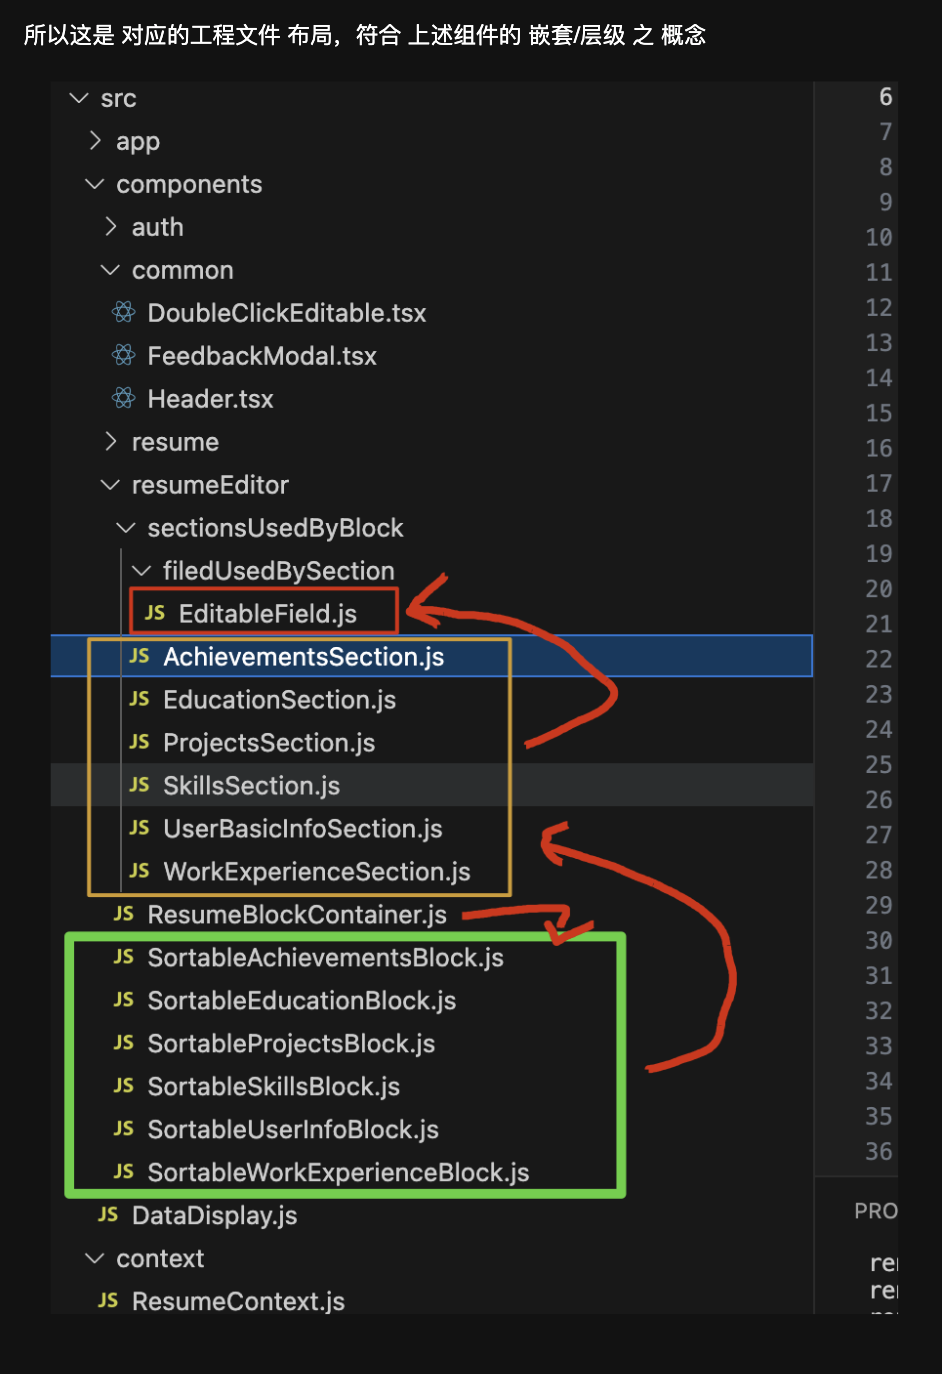 所以这是 对应的工程文件 布局，符合 上述组件的 嵌套/层级 之 概念
src
6
app
7
components
8
auth
9
common
10
DoubleClickEditable.tsx
11
FeedbackModal.tsx
12
Header.tsx
13
resume
14
resumeEditor
15
sectionsUsedByBlock
16
filedUsedBySection
17
JS EditableField.js
18
JS AchievementsSection.js
19
JS EducationSection.js
20
JS ProjectsSection.js
21
JS SkillsSection.js
22
JS UserBasicInfoSection.js
23
JS WorkExperienceSection.js
24
JS ResumeBlockContainer.js
25
JS SortableAchievementsBlock.js
26
JS SortableEducationBlock.js
27
JS SortableProjectsBlock.js
28
JS SortableSkillsBlock.js
29
JS SortableUserInfoBlock.js
30
JS SortableWorkExperienceBlock.js
31
JS DataDisplay.js
32
context
33
JS ResumeContext.js
34
35
36
PRO
rei
rei